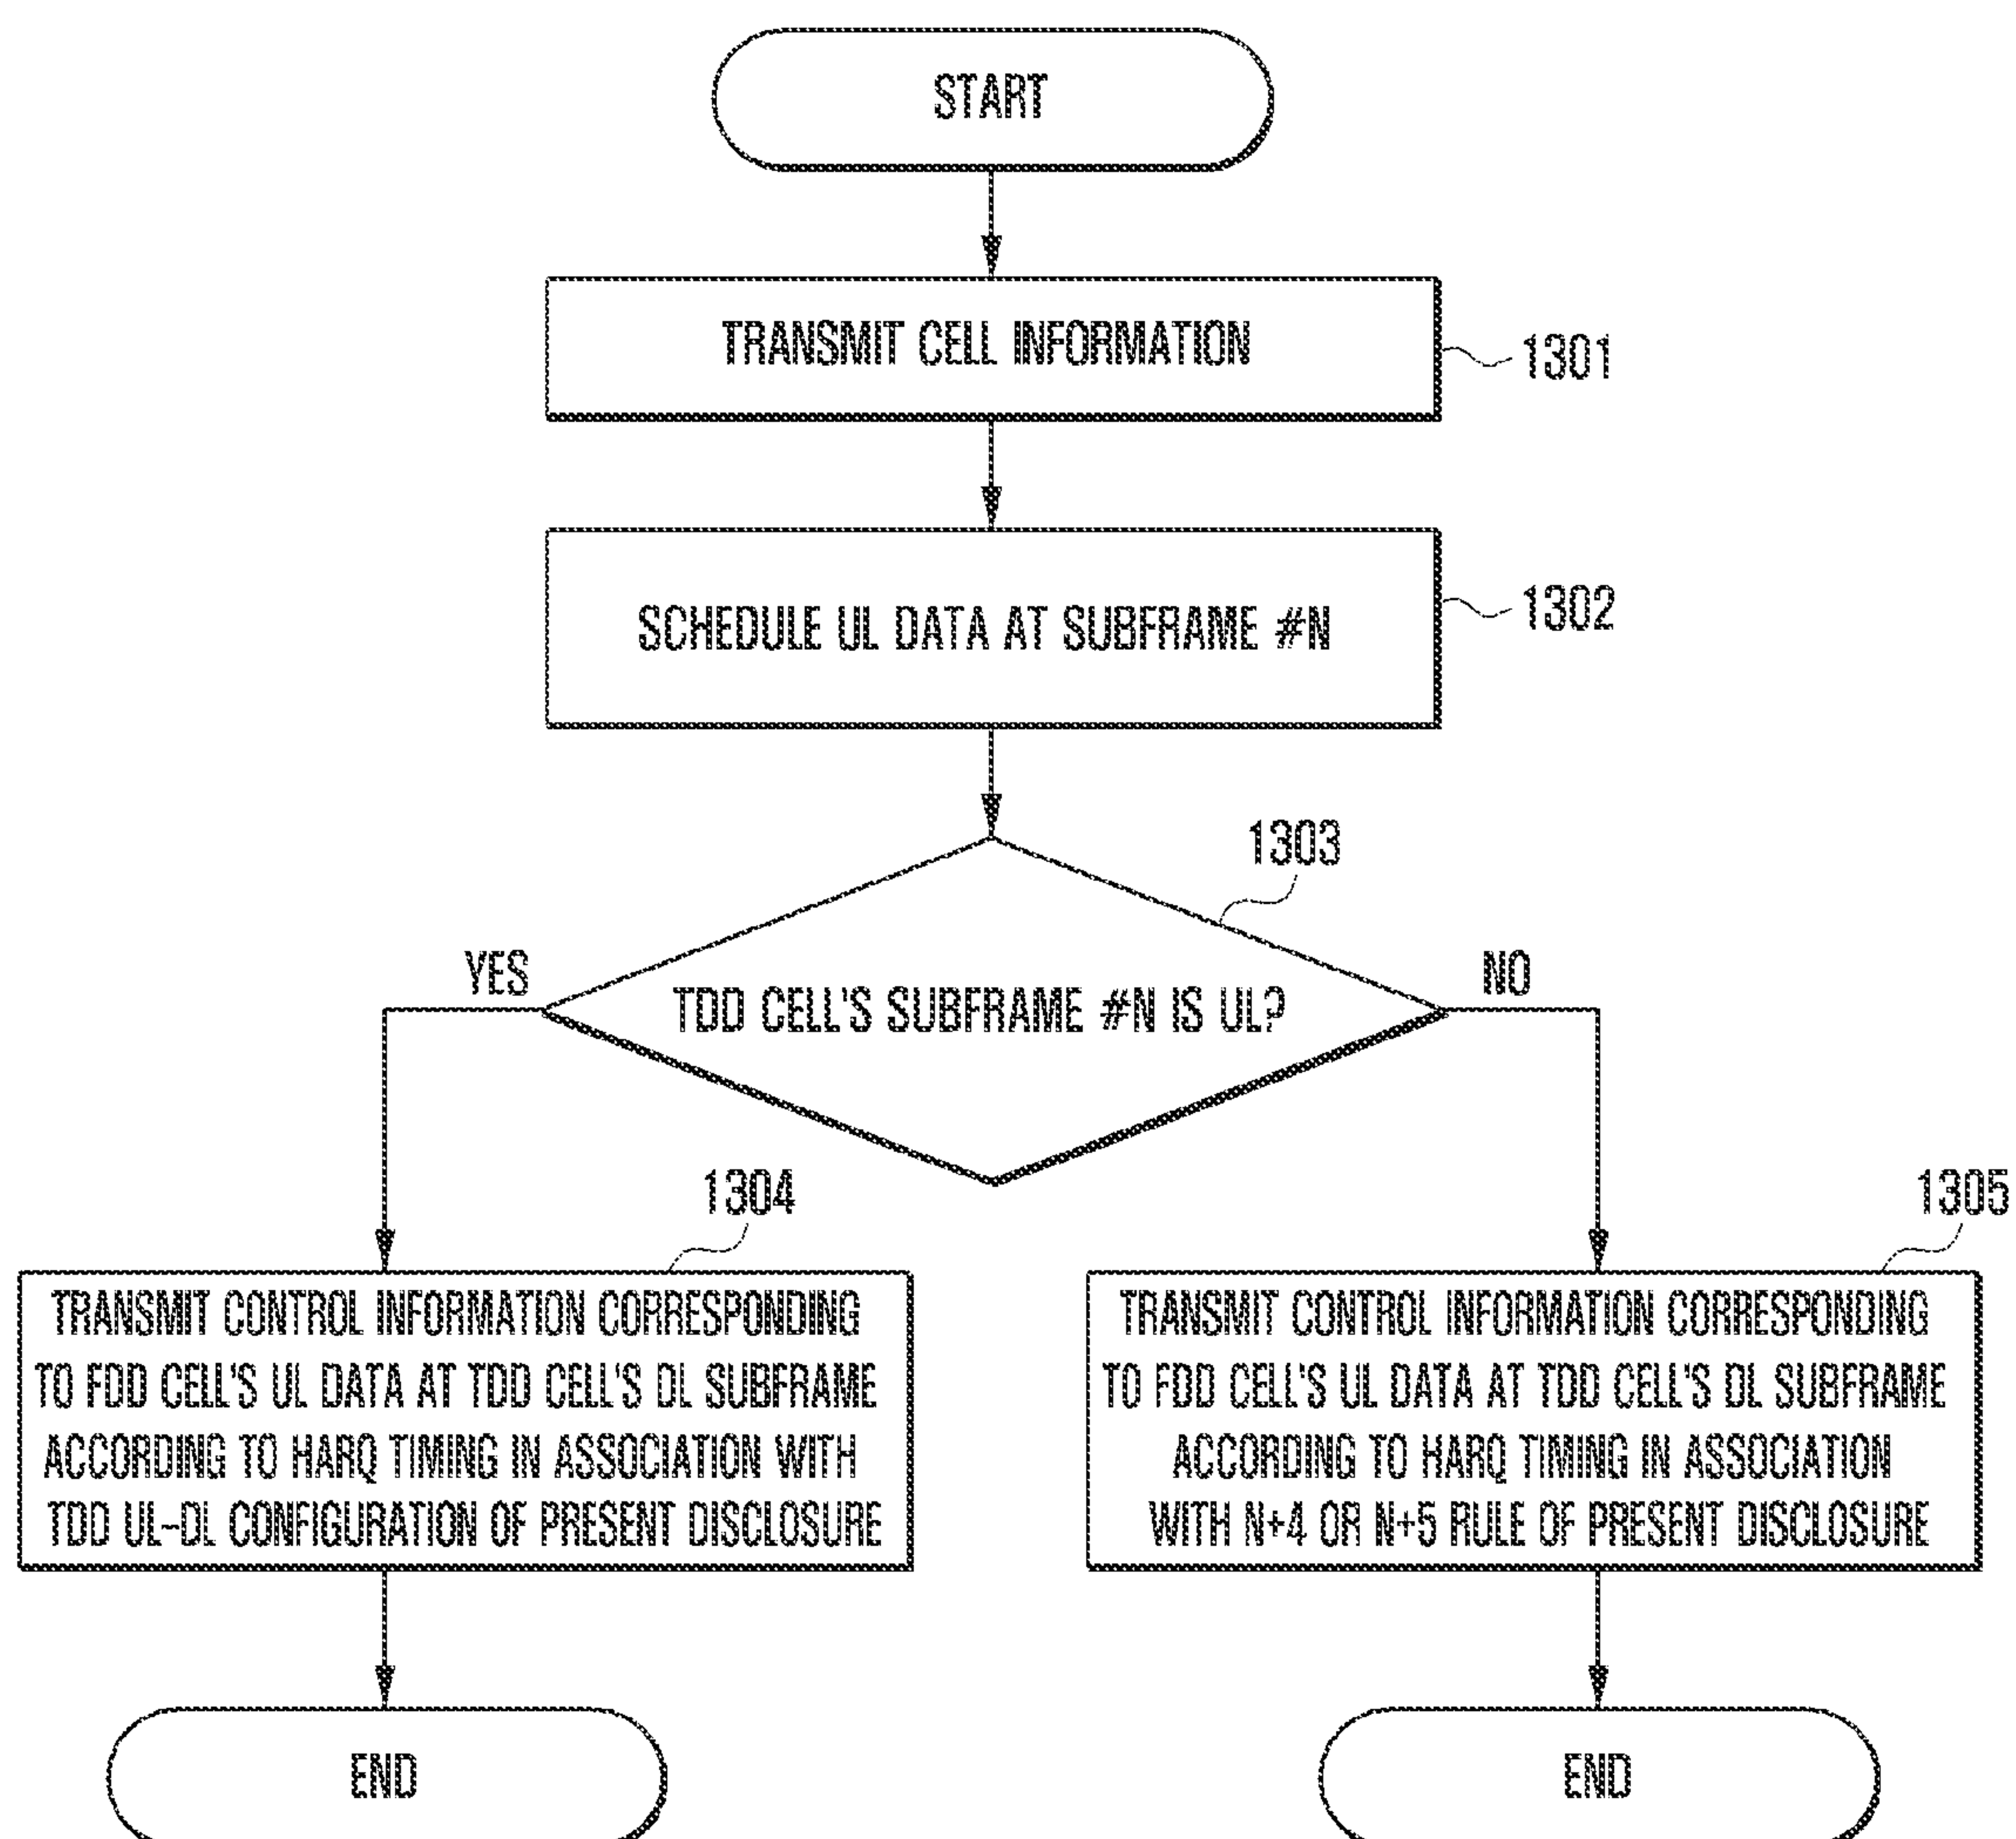 START
TRANSMIT CELL INFORMATION
1301
SCHEDULE UL DATA AT SUBFRAME #N
1302
1303
YES
TDD CELL'S SUBFRAME #N IS UL?
NO
1304
TRANSMIT CONTROL INFORMATION CORRESPONDING
TO FDD CELL'S UL DATA AT TDD CELL'S DL SUBFRAME
ACCORDING TO HARQ TIMING IN ASSOCIATION WITH
TDD UL-DL CONFIGURATION OF PRESENT DISCLOSURE
1305
TRANSMIT CONTROL INFORMATION CORRESPONDING
TO FDD CELL'S UL DATA AT TDD CELL'S DL SUBFRAME
ACCORDING TO HARQ TIMING IN ASSOCIATION
WITH N+4 OR N+5 RULE OF PRESENT DISCLOSURE
END
END